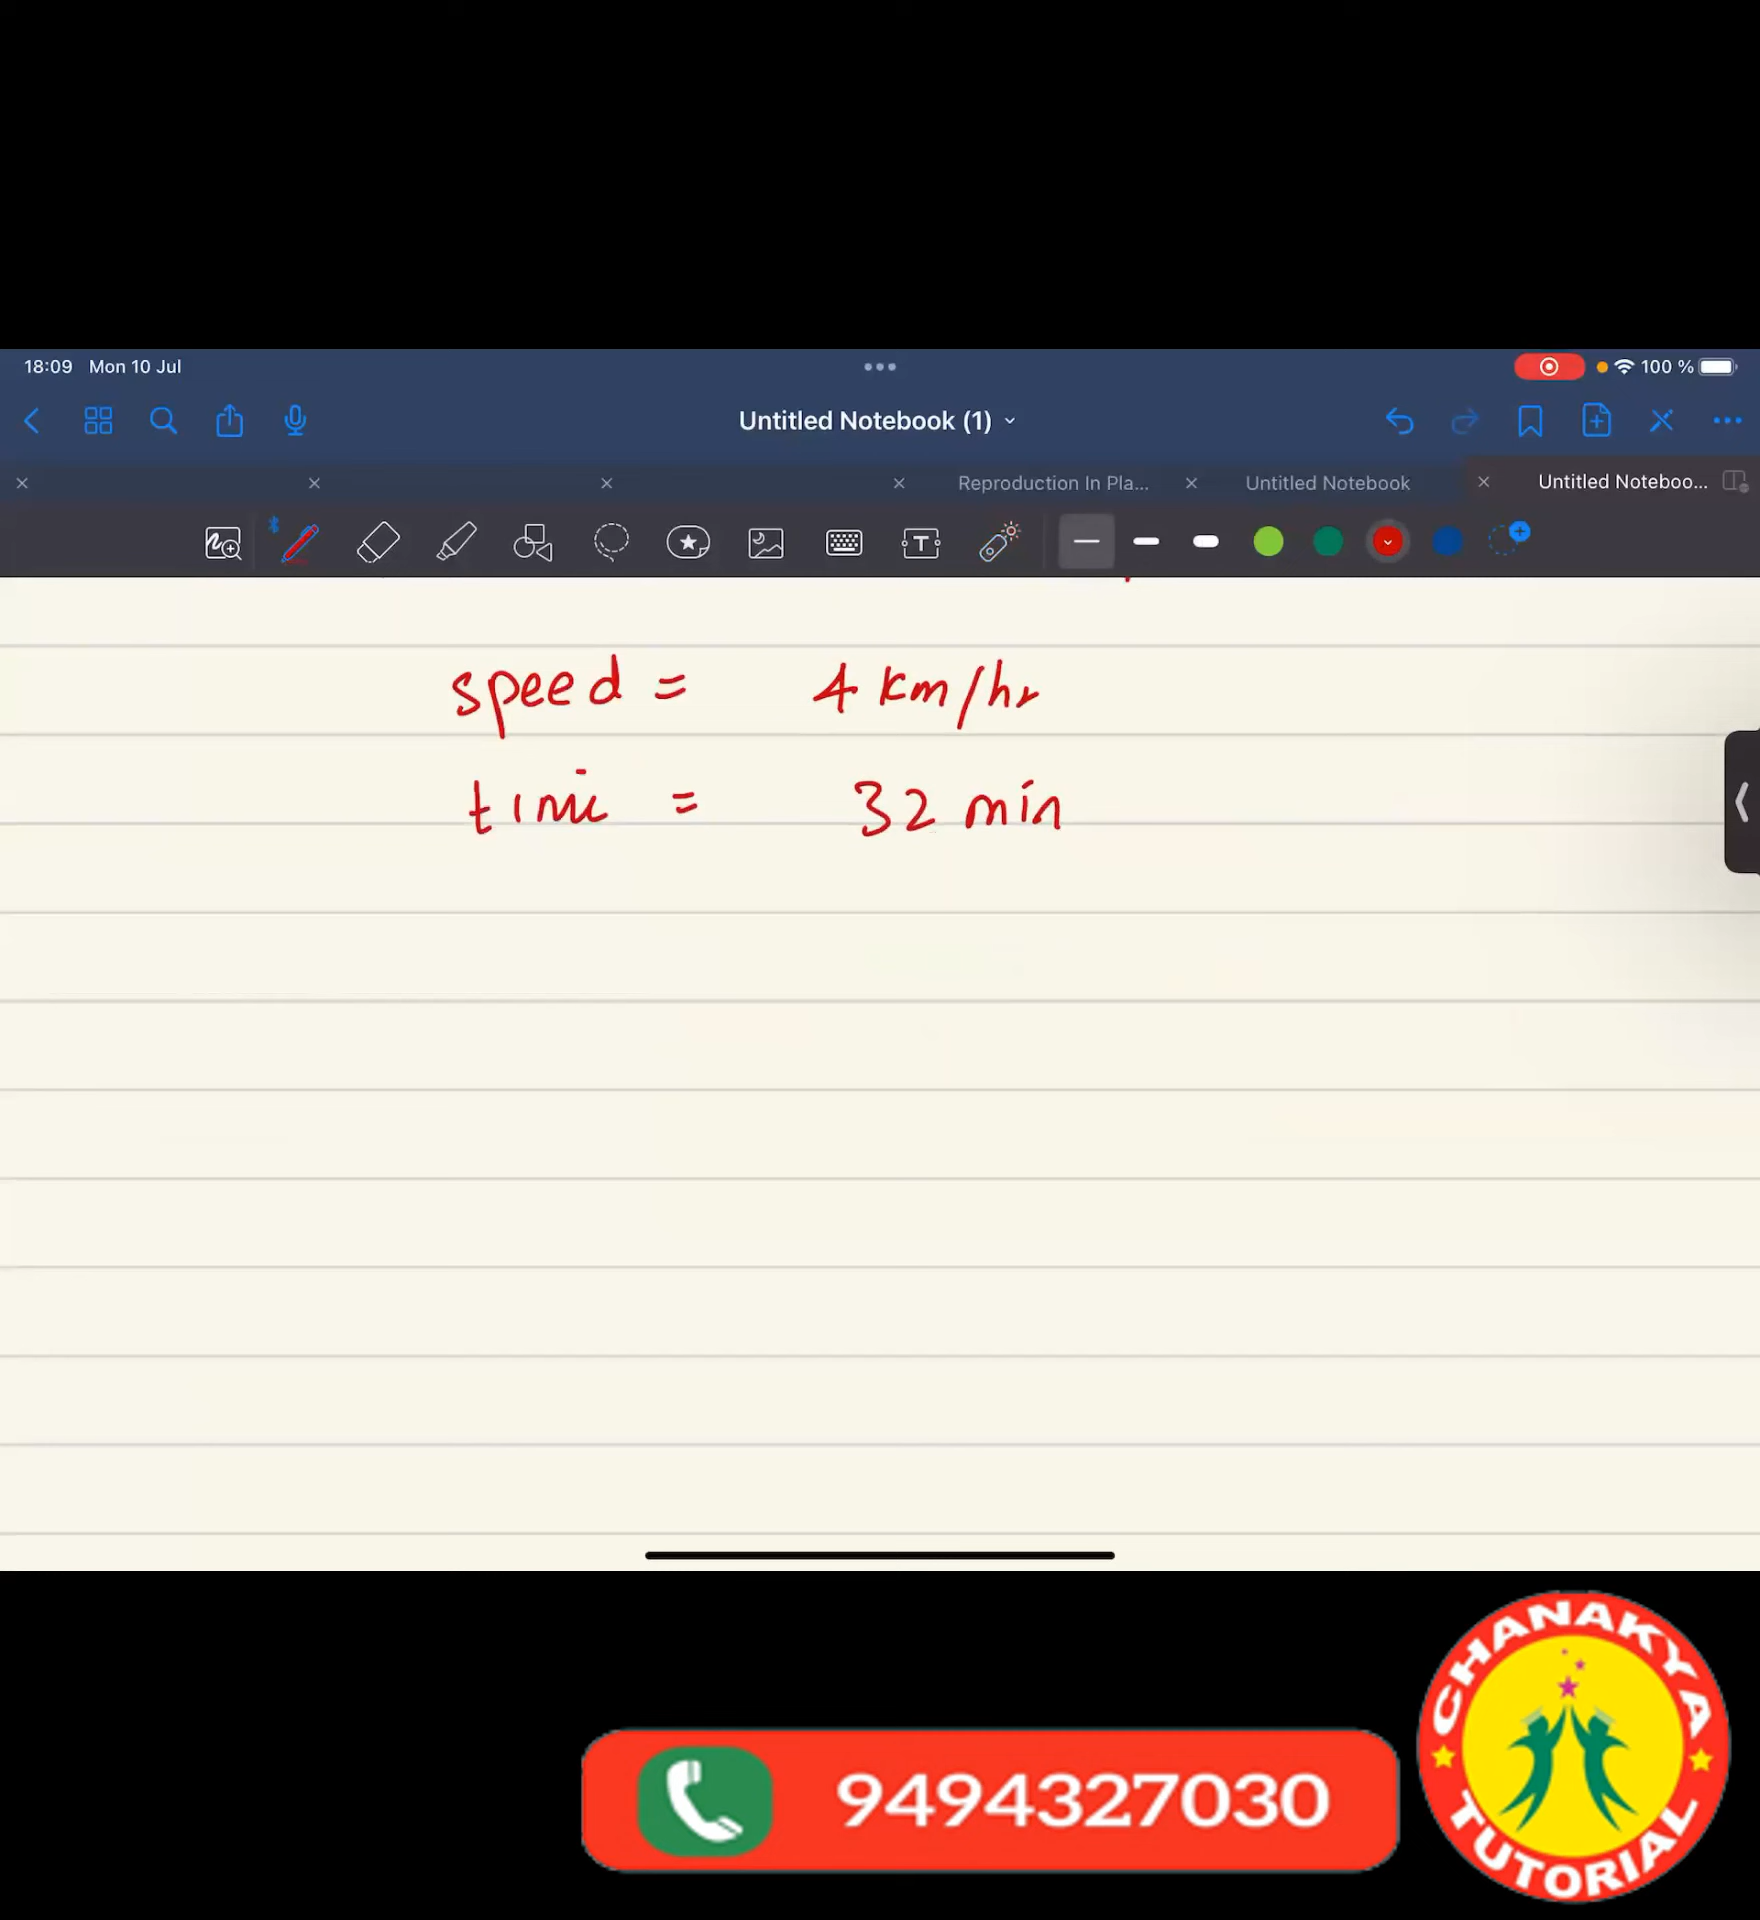 18:09 Mon 10 Jul
100 %
Untitled Notebook (1)
Reproduction In Pla...
Untitled Notebook
Untitled Noteboo...
T
speed = 4 km/hr
time = 32 min
9494327030
CHANAKYA
TUTORIAL